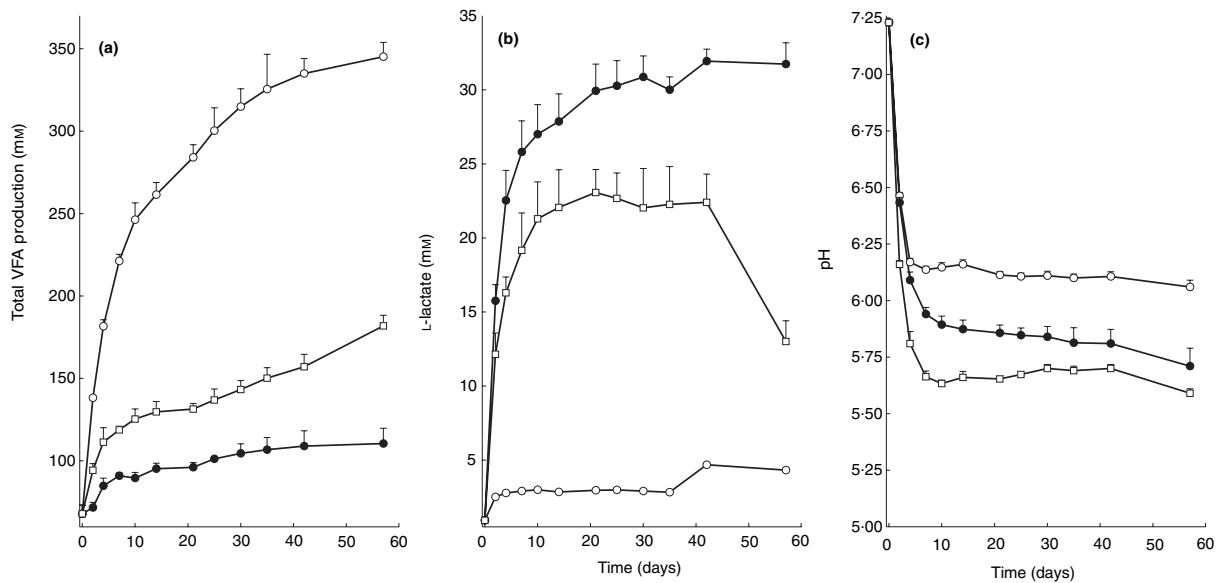 (a)
Total VFA production (mM)
350
300
250
200
150
100
0 10 20 30 40 50 60
(b)
L-lactate (mM)
35
30
25
20
15
10
5
0 10 20 30 40 50 60
Time (days)
(c)
pH
7·25
7·00
6·75
6·50
6·25
6·00
5·75
5·50
5·25
5·00
0 10 20 30 40 50 60
Time (days)